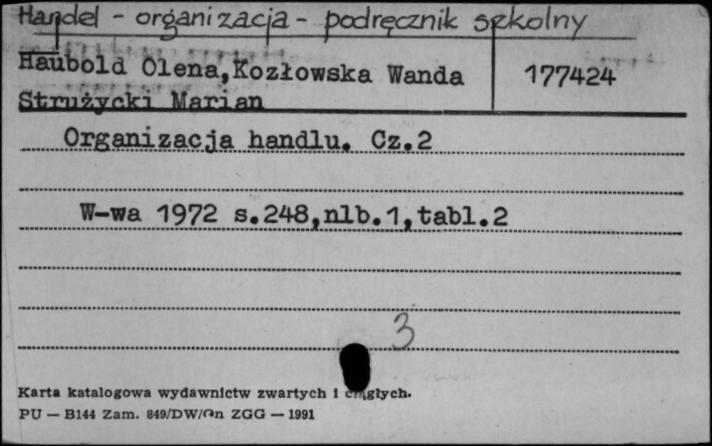 Handel - organizacja - podręcznik szkolny
Haubold Olena, Kozłowska Wanda 177424
Strużycki Marian
Organizacja handlu. Cz.2
W-wa 1972 s.248,nlb.1,tabl.2
3
Karta katalogowa wydawnictw zwartych i ciągłych.
PU — B144 Zam. 849/DW/On ZGG — 1991